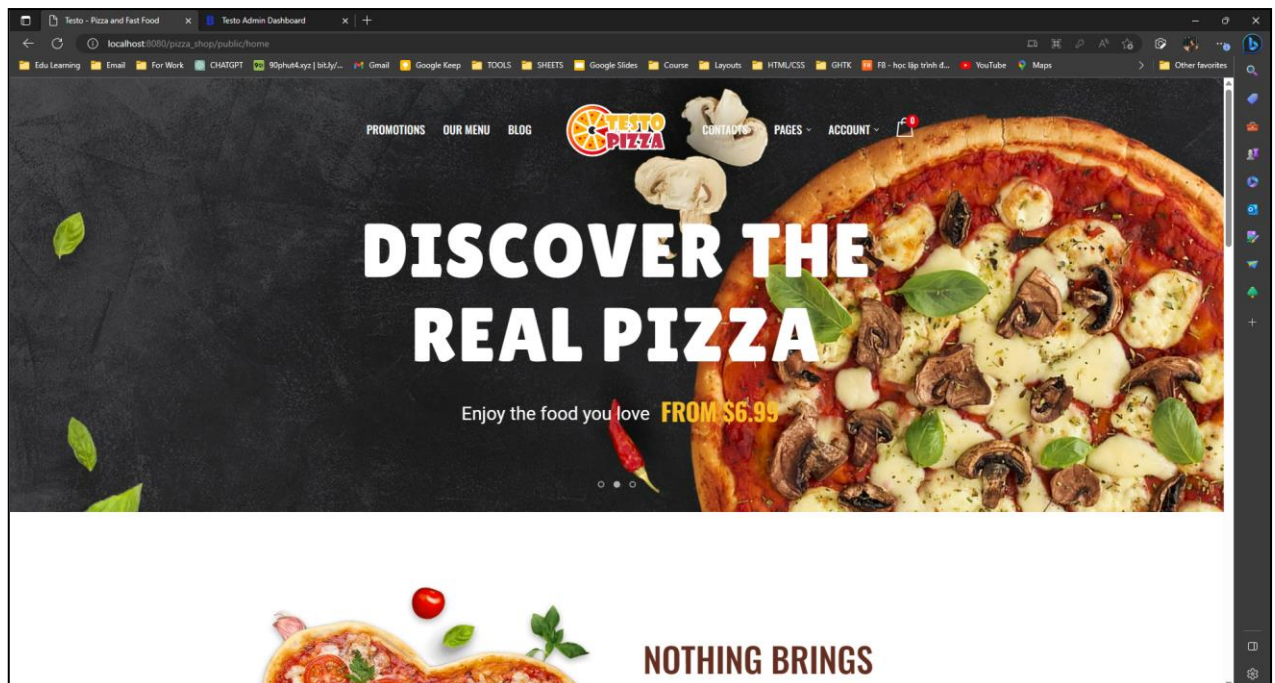 Testo - Pizza and Fast Food
Testo Admin Dashboard
localhost:8080/pizza_shop/public/home
Edu Learning Email For Work CHATGPT 90phut4.xyz | bit.ly/... Gmail Google Keep TOOLS SHEETS Google Slides Course Layouts HTML/CSS GHTK F8 - học lập trình đ... YouTube Maps Other favorites
PROMOTIONS OUR MENU BLOG TESTO PIZZA CONTACTS PAGES ACCOUNT 0
DISCOVER THE
REAL PIZZA
Enjoy the food you love FROM $6.99
NOTHING BRINGS